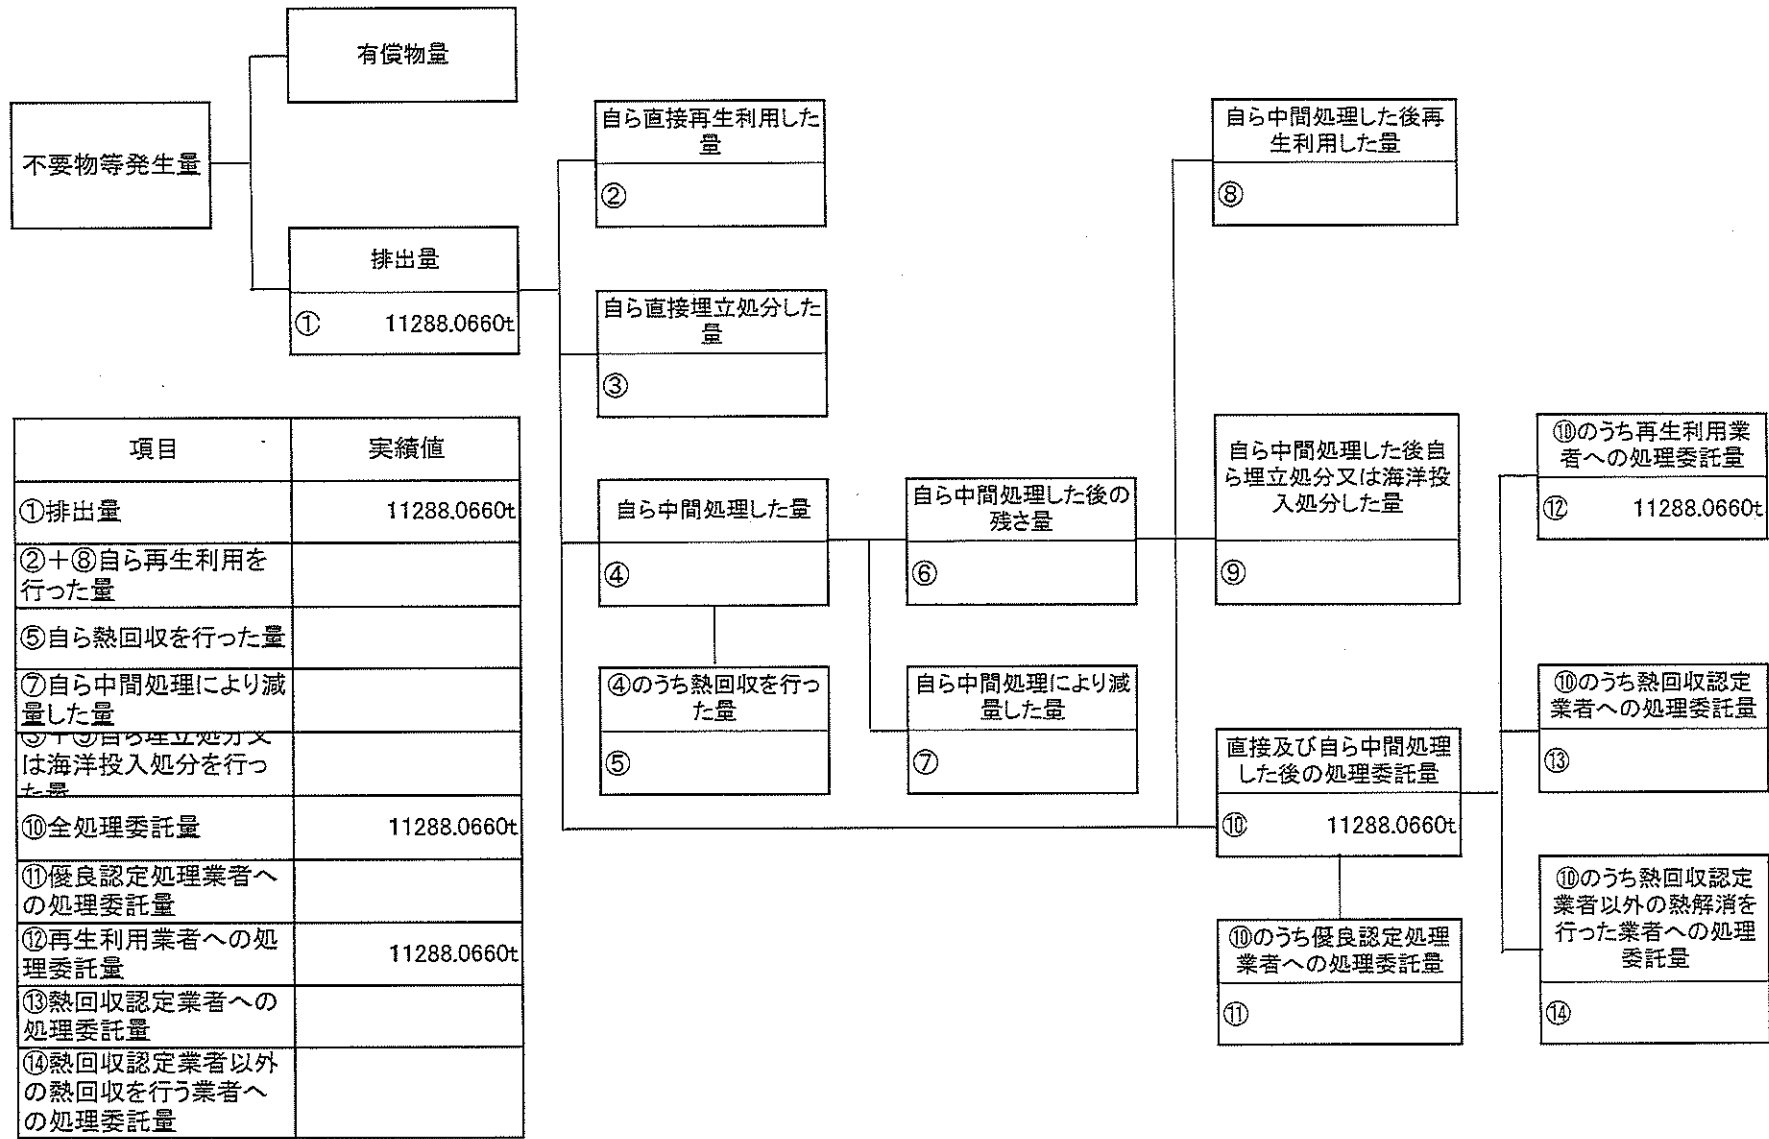 有償物量
不要物等発生量
排出量
① 11288.0660t
自ら直接再生利用した
量
②
自ら直接埋立処分した
量
③
自ら中間処理した量
④
④のうち熱回収を行っ
た量
⑤
自ら中間処理した後の
残さ量
⑥
自ら中間処理により減
量した量
⑦
自ら中間処理した後再
生利用した量
⑧
自ら中間処理した後自
ら埋立処分又は海洋投
入処分した量
⑨
直接及び自ら中間処理
した後の処理委託量
⑩ 11288.0660t
⑩のうち優良認定処理
業者への処理委託量
⑪
⑩のうち再生利用業
者への処理委託量
⑫ 11288.0660t
⑩のうち熱回収認定
業者への処理委託量
⑬
⑩のうち熱回収認定
業者以外の熱解消を
行った業者への処理
委託量
⑭
項目 実績値
①排出量 11288.0660t
②+⑧自ら再生利用を
行った量
⑤自ら熱回収を行った量
⑦自ら中間処理により減
量した量
③+⑨自ら埋立処分又
は海洋投入処分を行っ
た量
⑩全処理委託量 11288.0660t
⑪優良認定処理業者へ
の処理委託量
⑫再生利用業者への処
理委託量 11288.0660t
⑬熱回収認定業者への
処理委託量
⑭熱回収認定業者以外
の熱回収を行う業者へ
の処理委託量